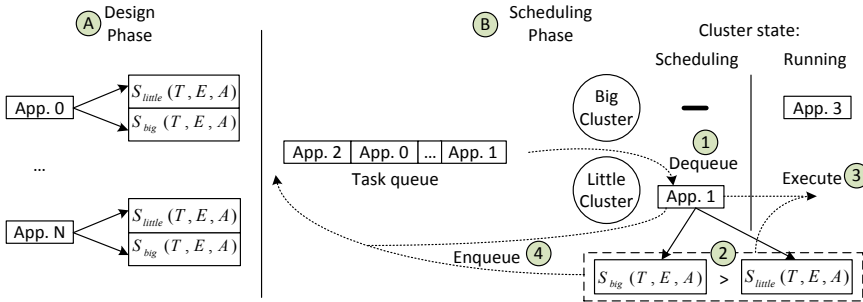 A
Design
Phase
App. 0
S_little (T, E, A)
S_big (T, E, A)
...
App. N
S_little (T, E, A)
S_big (T, E, A)
B
Scheduling
Phase
Cluster state:
Scheduling
Running
Big
Cluster
App. 3
App. 2 App. 0 ... App. 1
Task queue
1
Dequeue
Little
Cluster
App. 1
Execute
3
Enqueue
4
2
S_big (T, E, A) > S_little (T, E, A)